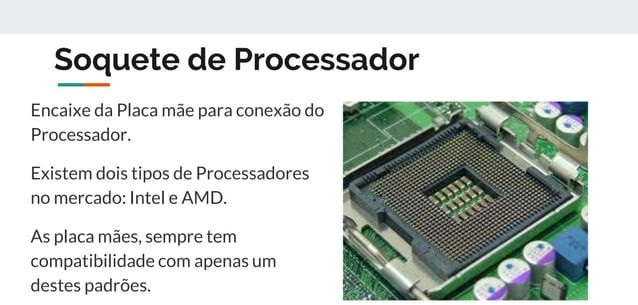 Soquete de Processador
Encaixe da Placa mãe para conexão do
Processador.
Existem dois tipos de Processadores
no mercado: Intel e AMD.
As placa mães, sempre tem
compatibilidade com apenas um
destes padrões.